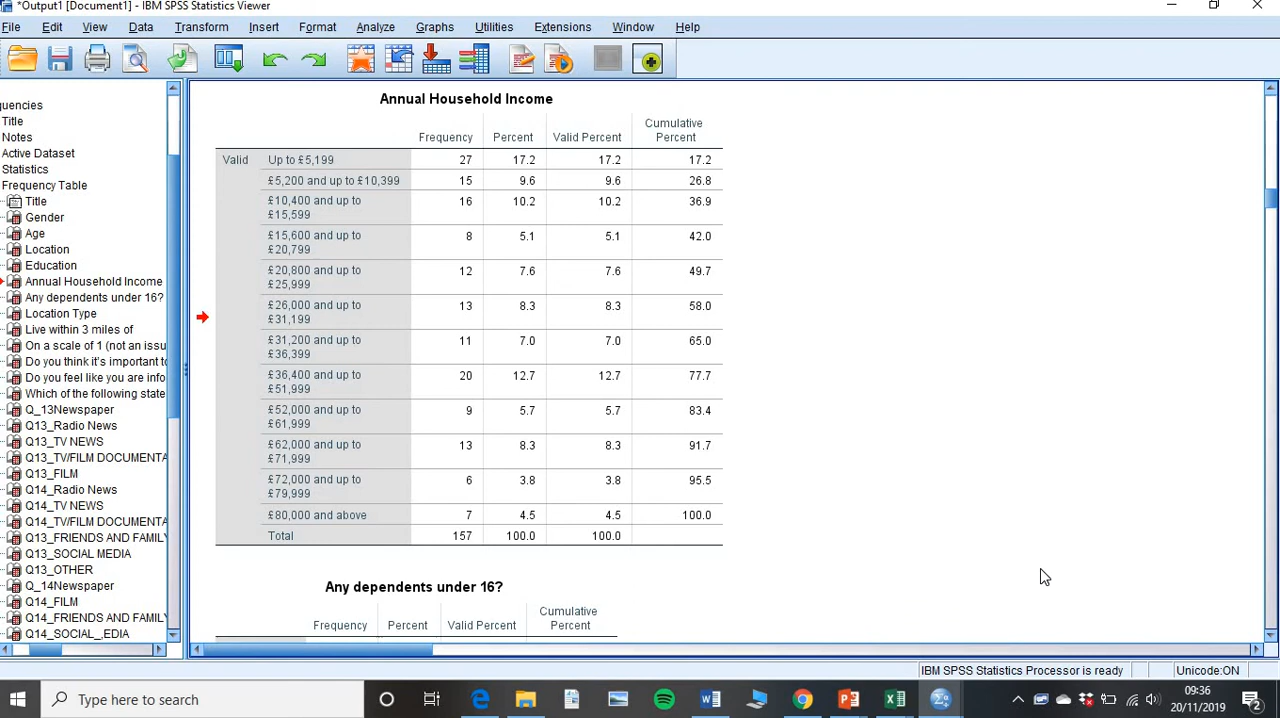 *Output1 [Document1] - IBM SPSS Statistics Viewer
File Edit View Data Transform Insert Format Analyze Graphs Utilities Extensions Window Help
quencies
Title
Notes
Active Dataset
Statistics
Frequency Table
Title
Gender
Age
Location
Education
Annual Household Income
Any dependents under 16?
Location Type
Live within 3 miles of
On a scale of 1 (not an issu
Do you think it's important to
Do you feel like you are info
Which of the following state
Q_13Newspaper
Q13_Radio News
Q13_TV NEWS
Q13_TV/FILM DOCUMENTA
Q13_FILM
Q14_Radio News
Q14_TV NEWS
Q14_TV/FILM DOCUMENTA
Q13_FRIENDS AND FAMILY
Q13_SOCIAL MEDIA
Q13_OTHER
Q_14Newspaper
Q14_FILM
Q14_FRIENDS AND FAMILY
Q14_SOCIAL_,EDIA
Annual Household Income
Cumulative
Frequency Percent Valid Percent Percent
Valid Up to £5,199 27 17.2 17.2 17.2
£5,200 and up to £10,399 15 9.6 9.6 26.8
£10,400 and up to 16 10.2 10.2 36.9
£15,599
£15,600 and up to 8 5.1 5.1 42.0
£20,799
£20,800 and up to 12 7.6 7.6 49.7
£25,999
£26,000 and up to 13 8.3 8.3 58.0
£31,199
£31,200 and up to 11 7.0 7.0 65.0
£36,399
£36,400 and up to 20 12.7 12.7 77.7
£51,999
£52,000 and up to 9 5.7 5.7 83.4
£61,999
£62,000 and up to 13 8.3 8.3 91.7
£71,999
£72,000 and up to 6 3.8 3.8 95.5
£79,999
£80,000 and above 7 4.5 4.5 100.0
Total 157 100.0 100.0
Any dependents under 16?
Cumulative
Frequency Percent Valid Percent Percent
IBM SPSS Statistics Processor is ready Unicode:ON
Type here to search
09:36
20/11/2019
2